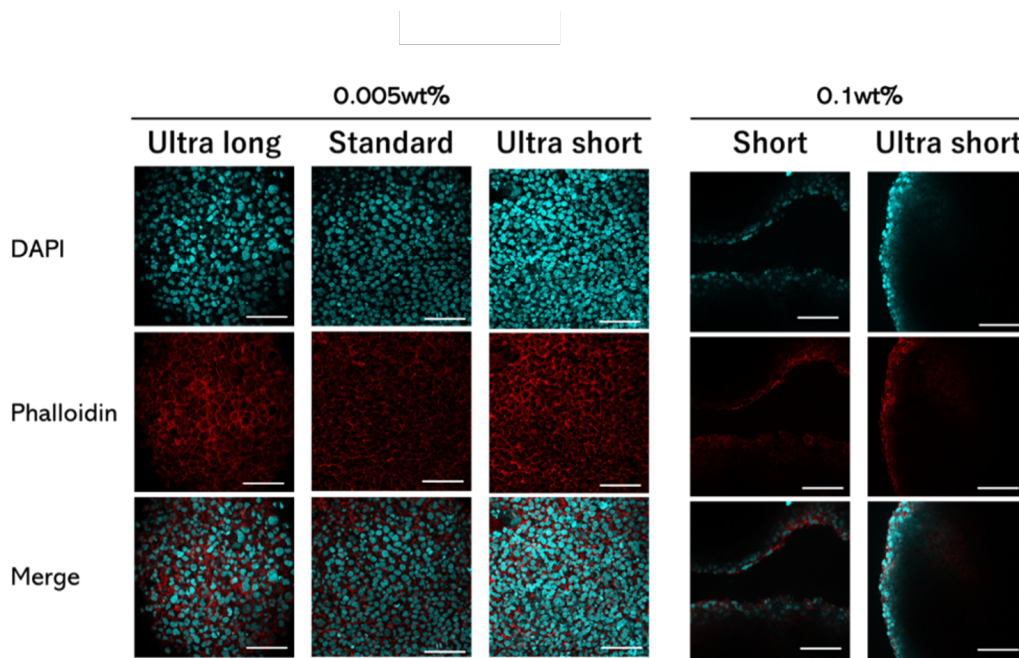 0.005wt%
0.1wt%
Ultra long
Standard
Ultra short
Short
Ultra short
DAPI
Phalloidin
Merge